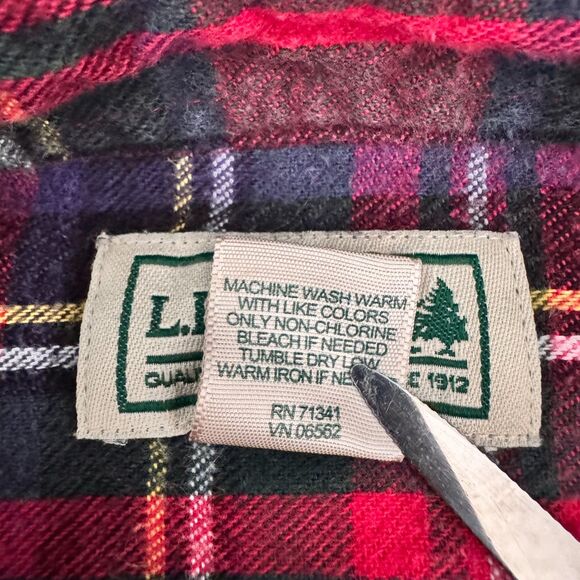 MACHINE WASH WARM
WITH LIKE COLORS
ONLY NON-CHLORINE
BLEACH IF NEEDED
TUMBLE DRY LOW
WARM IRON IF
RN 71341
VN 06562
L.
1912